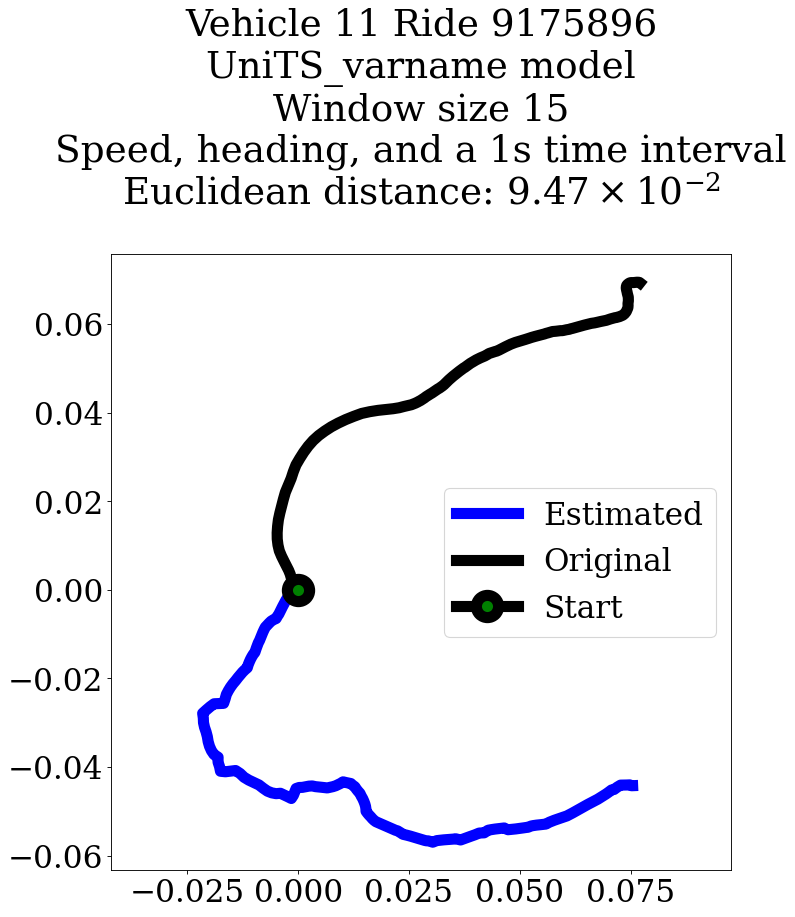 Vehicle 11 Ride 9175896
UniTS_varname model
Window size 15
Speed, heading, and a 1s time interval
Euclidean distance: 9.47 × 10⁻²
0.06
0.04
0.02
0.00
−0.02
−0.04
−0.06
Estimated
Original
Start
−0.025 0.000 0.025 0.050 0.075